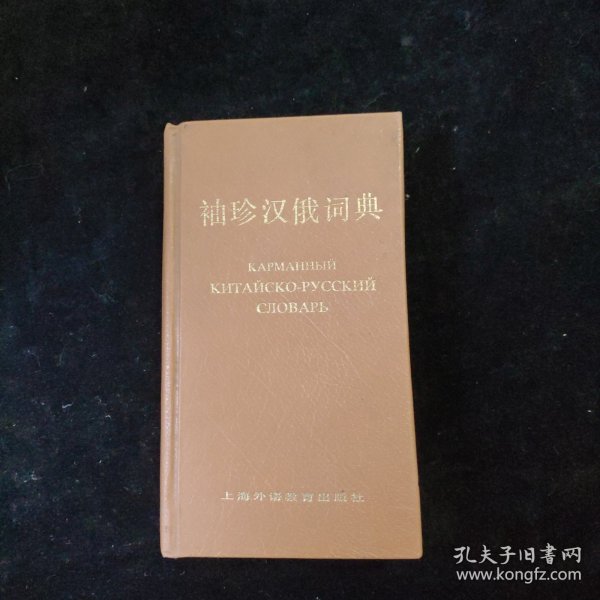 袖珍汉俄词典
КАРМАННЫЙ
КИТАЙСКО-РУССКИЙ
СЛОВАРЬ
上海外语教育出版社
孔夫子旧书网
www.kongfz.com